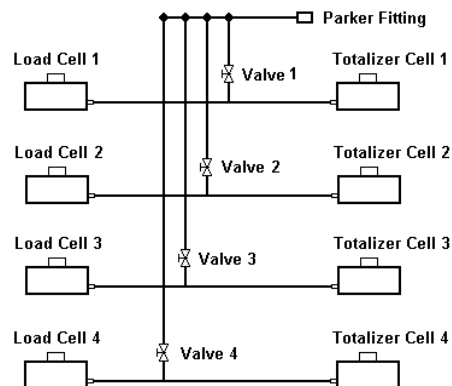 Parker Fitting
Load Cell 1
Totalizer Cell 1
Valve 1
Load Cell 2
Totalizer Cell 2
Valve 2
Load Cell 3
Totalizer Cell 3
Valve 3
Load Cell 4
Totalizer Cell 4
Valve 4